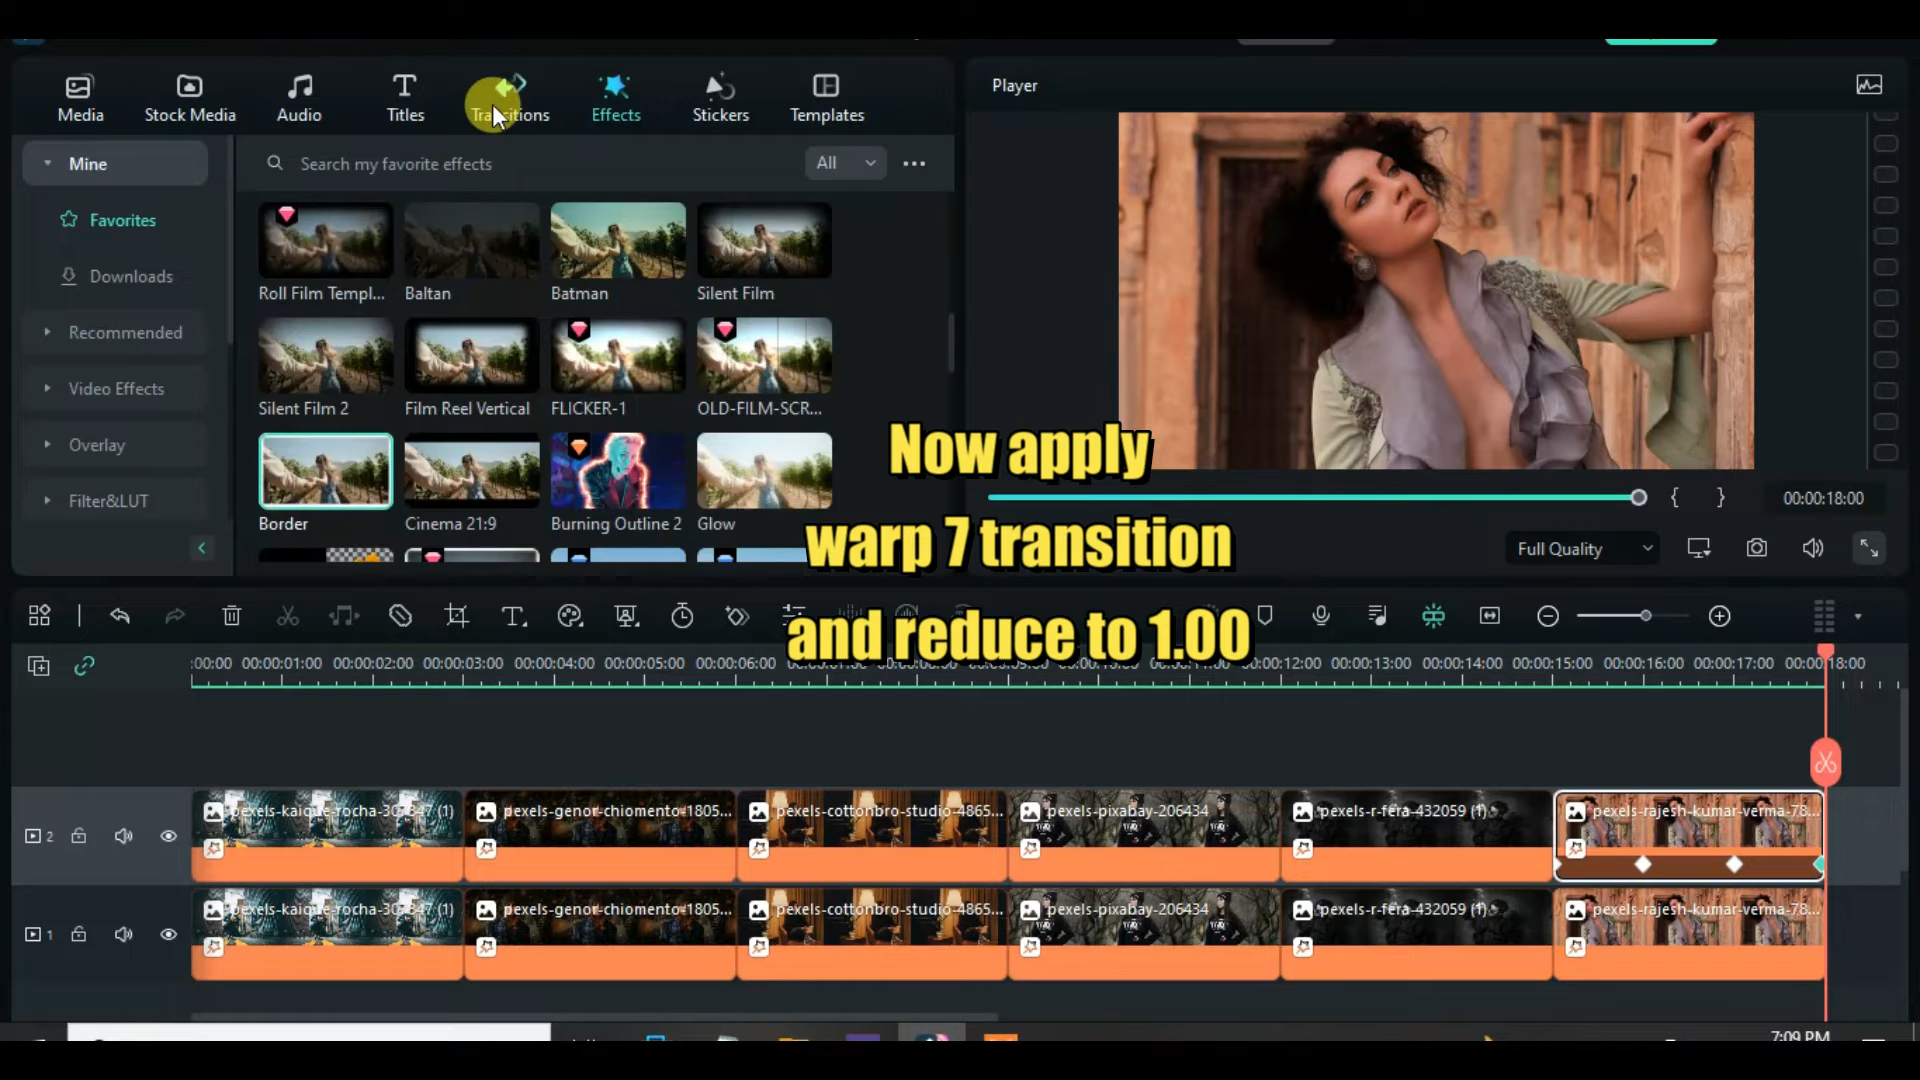 Player
Media
Stock Media
Audio
Titles
Transitions
Effects
Stickers
Templates
Mine
Search my favorite effects
All
Favorites
Downloads
Recommended
Video Effects
Overlay
Filter&LUT
Roll Film Templ...
Baltan
Batman
Silent Film
Silent Film 2
Film Reel Vertical
FLICKER-1
OLD-FILM-SCR...
Border
Cinema 21:9
Burning Outline 2
Glow
00:00:18:00
Full Quality
Now apply
warp 7 transition
and reduce to 1.00
:00:00 00:00:01:00 00:00:02:00 00:00:03:00 00:00:04:00 00:00:05:00 00:00:06:00 00:00:12:00 00:00:13:00 00:00:14:00 00:00:15:00 00:00:16:00 00:00:17:00 00:00:18:00
2
pexels-kaique-rocha-305347 (1)
pexels-genor-chiomento-1805...
pexels-cottonbro-studio-4865...
pexels-pixabay-206434
pexels-r-fera-432059 (1)
pexels-rajesh-kumar-verma-78...
1
pexels-kaique-rocha-305347 (1)
pexels-genor-chiomento-1805...
pexels-cottonbro-studio-4865...
pexels-pixabay-206434
pexels-r-fera-432059 (1)
pexels-rajesh-kumar-verma-78...
7:09 PM